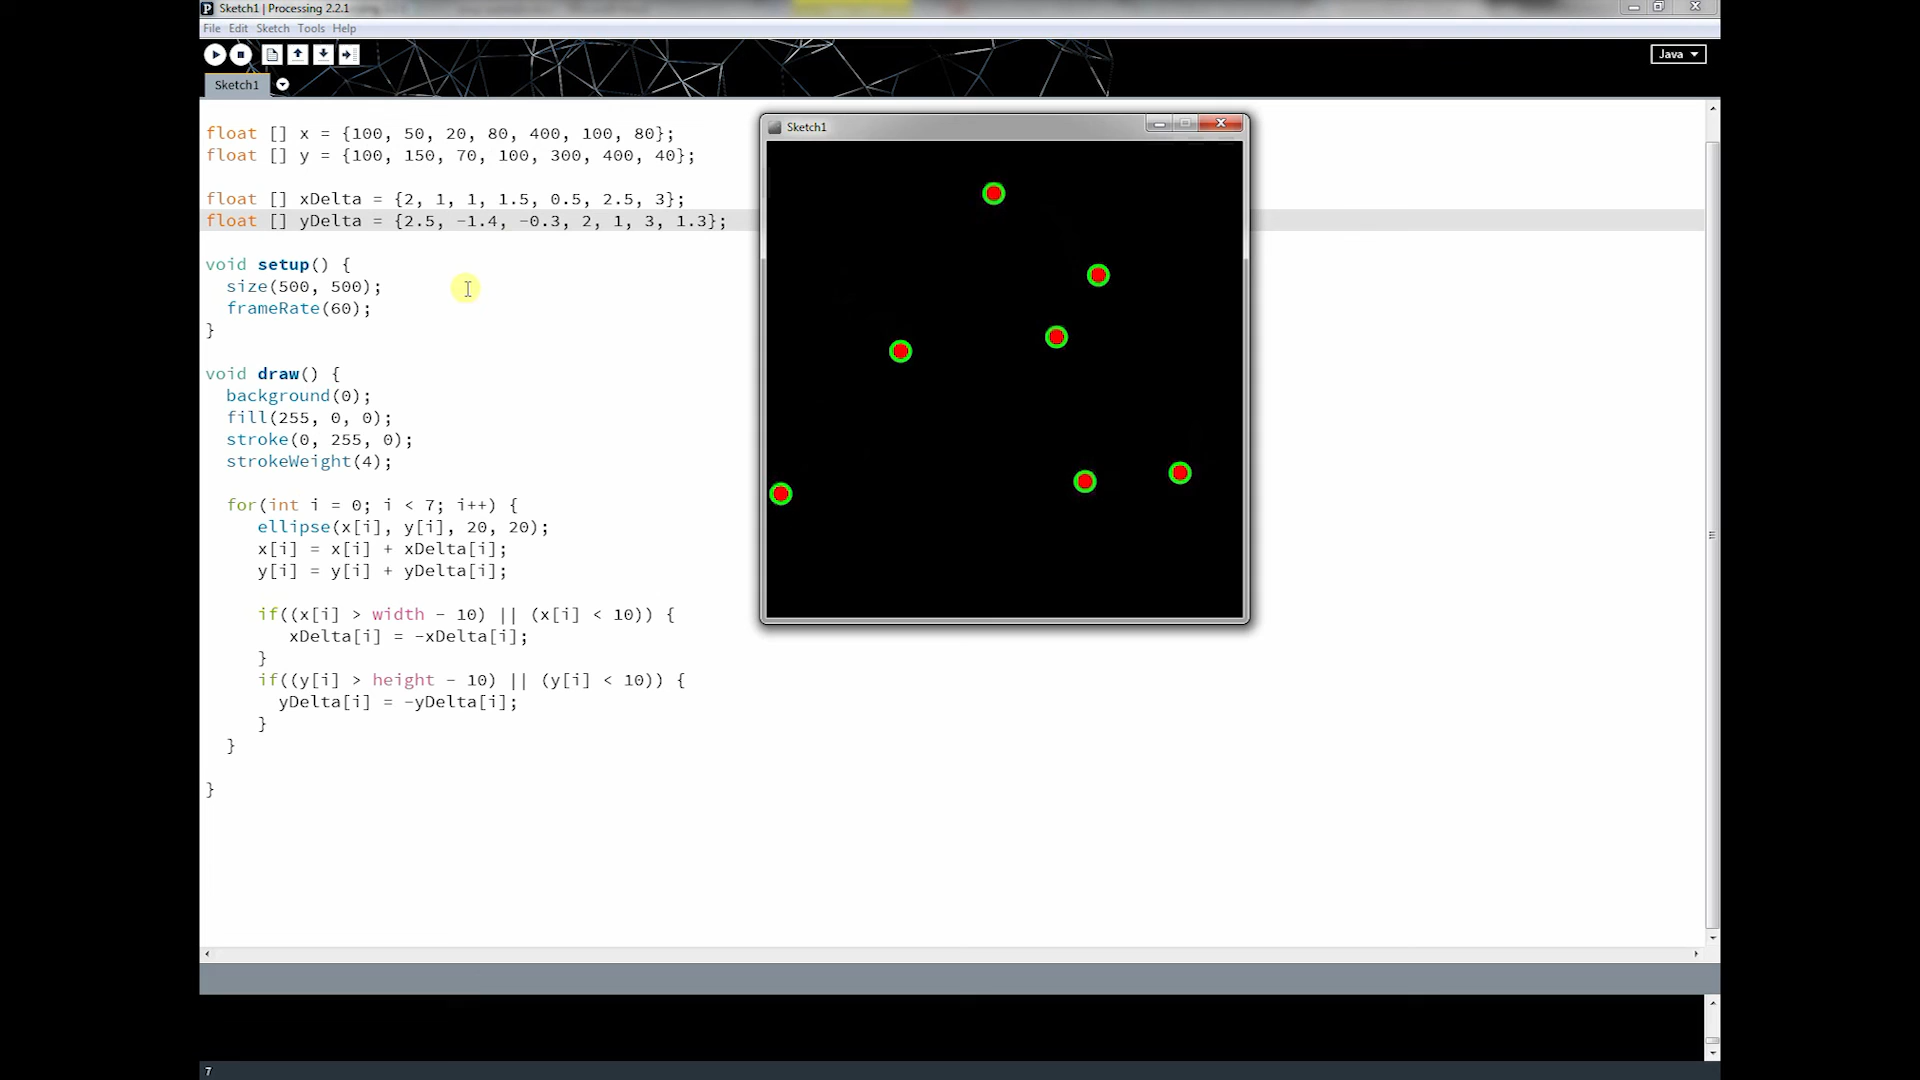 Sketch1 | Processing 2.2.1
File Edit Sketch Tools Help
Java
Sketch1
float [] x = {100, 50, 20, 80, 400, 100, 80};
float [] y = {100, 150, 70, 100, 300, 400, 40};
float [] xDelta = {2, 1, 1, 1.5, 0.5, 2.5, 3};
float [] yDelta = {2.5, -1.4, -0.3, 2, 1, 3, 1.3};
void setup() {
size(500, 500);
frameRate(60);
}
void draw() {
background(0);
fill(255, 0, 0);
stroke(0, 255, 0);
strokeWeight(4);
for(int i = 0; i < 7; i++) {
ellipse(x[i], y[i], 20, 20);
x[i] = x[i] + xDelta[i];
y[i] = y[i] + yDelta[i];
if((x[i] > width - 10) || (x[i] < 10)) {
xDelta[i] = -xDelta[i];
}
if((y[i] > height - 10) || (y[i] < 10)) {
yDelta[i] = -yDelta[i];
}
}
}
Sketch1
7